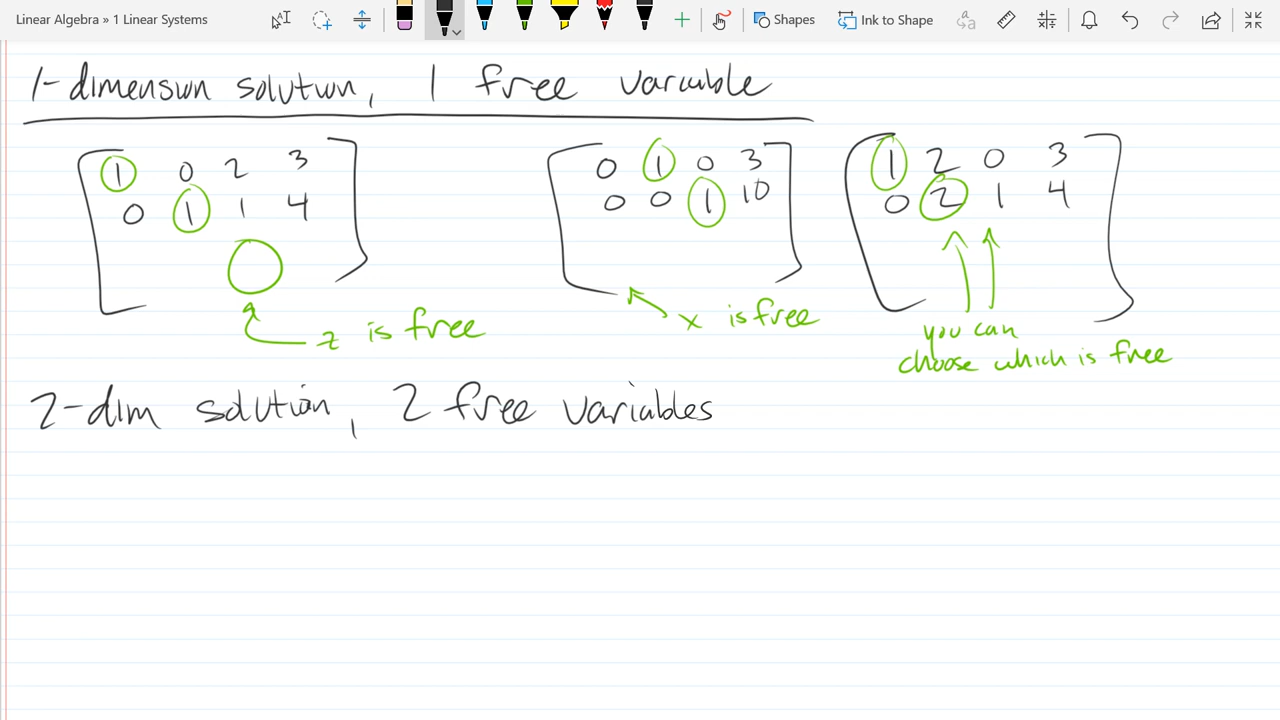 Linear Algebra » 1 Linear Systems
Shapes
Ink to Shape
1-dimension solution, 1 free variable
1 0 2 3
0 1 1 4
0 1 0 3
0 0 1 10
1 2 0 3
0 2 1 4
z is free
x is free
you can
choose which is free
2-dim solution, 2 free variables